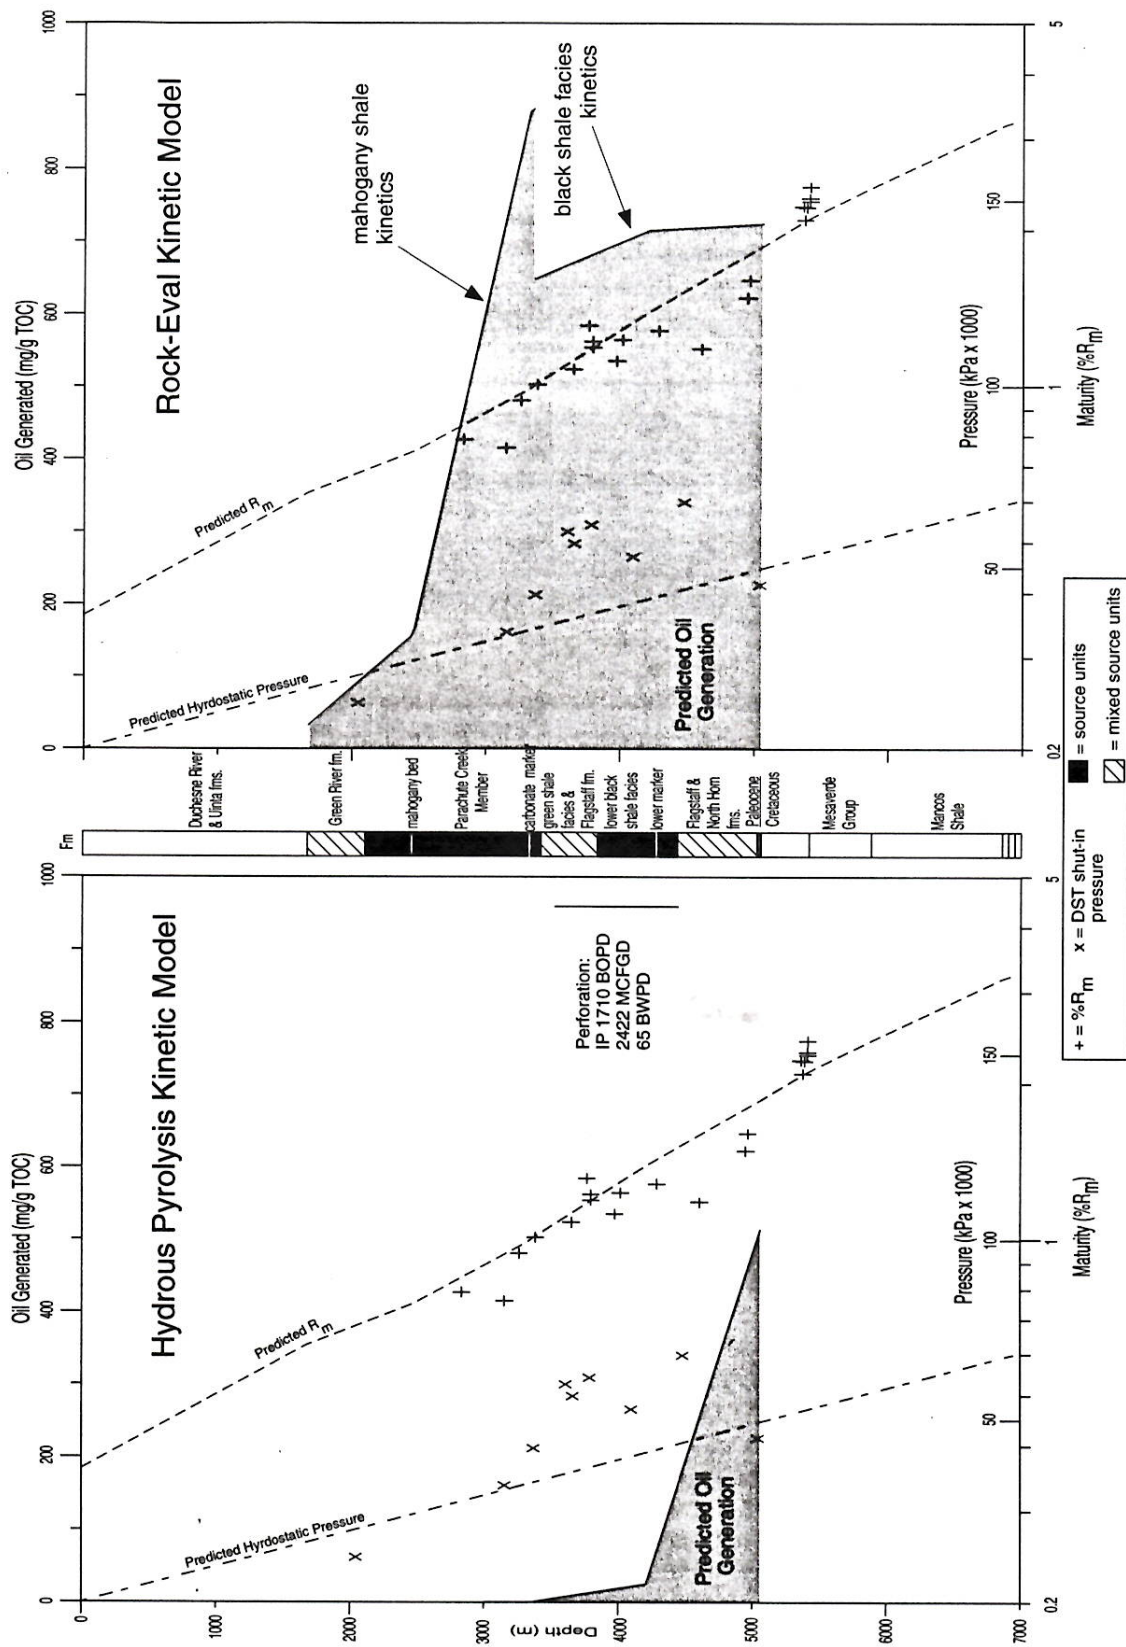 Hydrous Pyrolysis Kinetic Model
Oil Generated (mg/g TOC)
0
200
400
600
800
1000
Predicted Rm
Predicted Hyrdostatic Pressure
Perforation:
IP 1710 BOPD
2422 MCFGD
65 BWPD
Predicted Oil
Generation
50
100
150
Pressure (kPa x 1000)
0.2
1
5
Maturity (%Rm)
0
1000
2000
3000
4000
5000
6000
7000
Depth (m)
Fm
Duchesne River
& Uinta fms.
Green River fm.
mahogany bed
Parachute Creek
Member
carbonate marker
green shale
facies &
Flagstaff fm.
lower black
shale facies
lower marker
Flagstaff &
North Horn
fms.
Paleocene
Cretaceous
Mesaverde
Group
Mancos
Shale
Rock-Eval Kinetic Model
Oil Generated (mg/g TOC)
0
200
400
600
800
1000
Predicted Rm
Predicted Hyrdostatic Pressure
mahogany shale
kinetics
black shale facies
kinetics
Predicted Oil
Generation
50
100
150
Pressure (kPa x 1000)
0.2
1
5
Maturity (%Rm)
+ = %Rm x = DST shut-in
pressure
= source units
= mixed source units